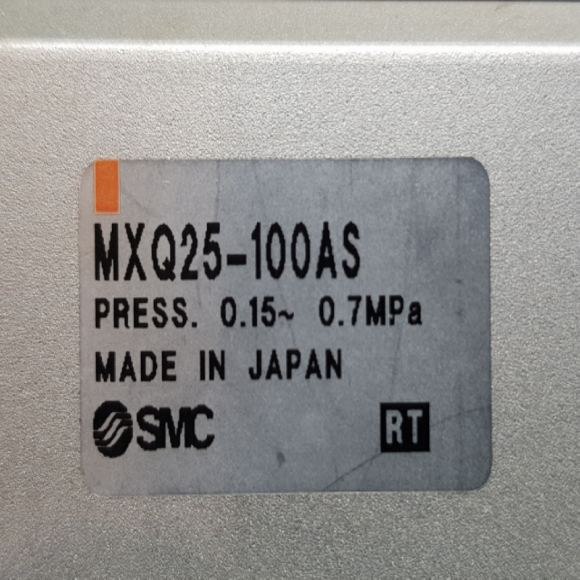 MXQ25-100AS
PRESS. 0.15~ 0.7MPa
MADE IN JAPAN
SMC RT